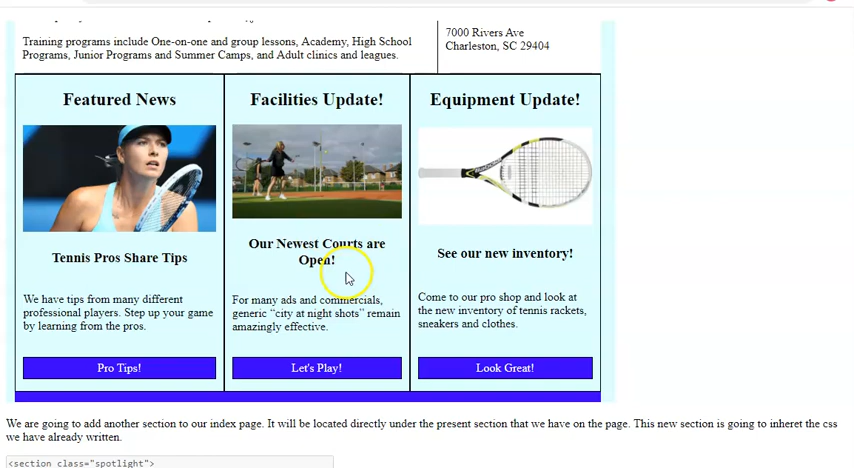 Training programs include One-on-one and group lessons, Academy, High School
Programs, Junior Programs and Summer Camps, and Adult clinics and leagues.
7000 Rivers Ave
Charleston, SC 29404
Featured News
Tennis Pros Share Tips
We have tips from many different
professional players. Step up your game
by learning from the pros.
Pro Tips!
Facilities Update!
Our Newest Courts are
Open!
For many ads and commercials,
generic “city at night shots” remain
amazingly effective.
Let's Play!
Equipment Update!
See our new inventory!
Come to our pro shop and look at
the new inventory of tennis rackets,
sneakers and clothes.
Look Great!
We are going to add another section to our index page. It will be located directly under the present section that we have on the page. This new section is going to inheret the css
we have already written.
<section class="spotlight">